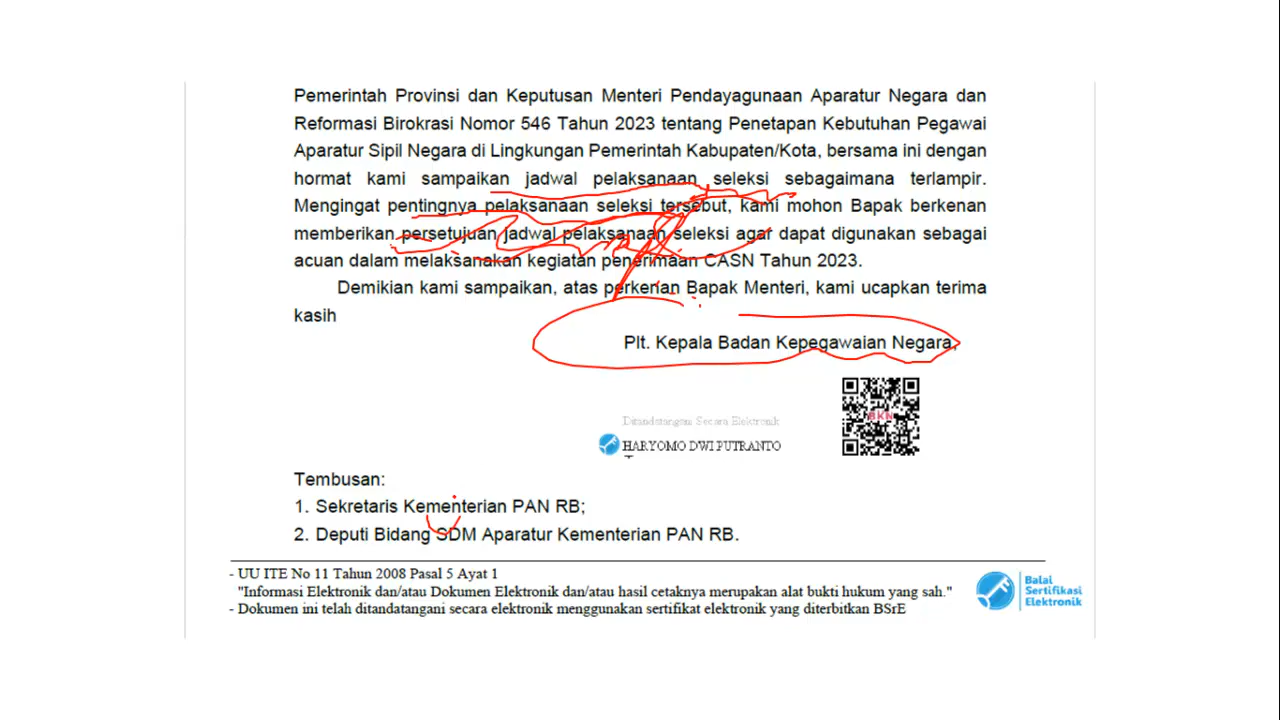 Pemerintah Provinsi dan Keputusan Menteri Pendayagunaan Aparatur Negara dan
Reformasi Birokrasi Nomor 546 Tahun 2023 tentang Penetapan Kebutuhan Pegawai
Aparatur Sipil Negara di Lingkungan Pemerintah Kabupaten/Kota, bersama ini dengan
hormat kami sampaikan jadwal pelaksanaan seleksi sebagaimana terlampir.
Mengingat pentingnya pelaksanaan seleksi tersebut, kami mohon Bapak berkenan
memberikan persetujuan jadwal pelaksanaan seleksi agar dapat digunakan sebagai
acuan dalam melaksanakan kegiatan penerimaan CASN Tahun 2023.
Demikian kami sampaikan, atas perkenan Bapak Menteri, kami ucapkan terima
kasih
Plt. Kepala Badan Kepegawaian Negara,
BKN
Ditandatangani Secara Elektronik
HARYOMO DWI PUTRANTO
Tembusan:
1. Sekretaris Kementerian PAN RB;
2. Deputi Bidang SDM Aparatur Kementerian PAN RB.
- UU ITE No 11 Tahun 2008 Pasal 5 Ayat 1
"Informasi Elektronik dan/atau Dokumen Elektronik dan/atau hasil cetaknya merupakan alat bukti hukum yang sah."
- Dokumen ini telah ditandatangani secara elektronik menggunakan sertifikat elektronik yang diterbitkan BSrE
Balai
Sertifikasi
Elektronik